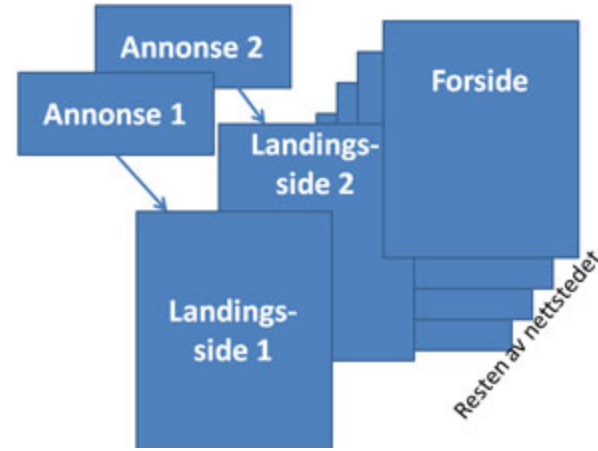 Annonse 2
Annonse 1
Forside
Landings-
side 2
Landings-
side 1
Resten av nettstedet